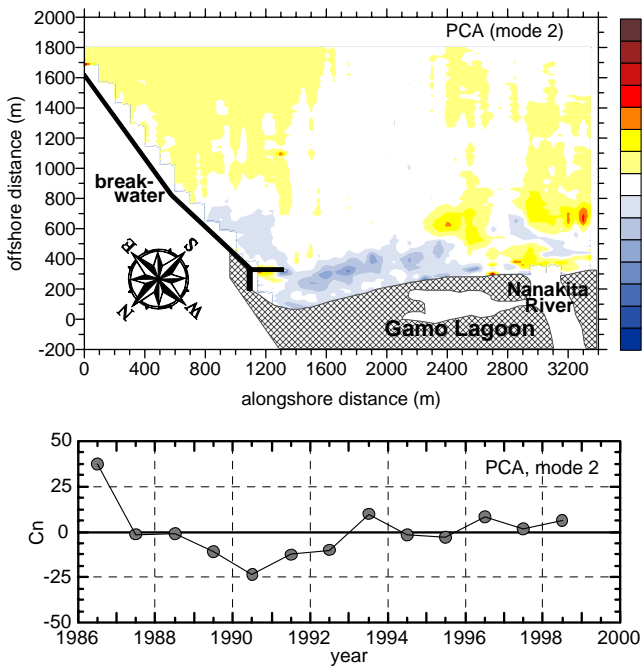 PCA (mode 2)
2000
1800
1600
1400
1200
1000
800
600
400
200
0
-200
offshore distance (m)
break-
water
N
E
S
W
Nanakita
River
Gamo Lagoon
0 400 800 1200 1600 2000 2400 2800 3200
alongshore distance (m)
PCA, mode 2
50
25
0
-25
-50
Cn
1986 1988 1990 1992 1994 1996 1998 2000
year